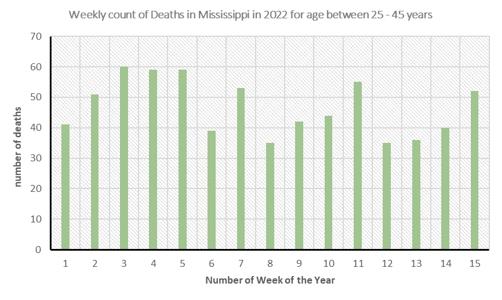 Weekly count of Deaths in Mississippi in 2022 for age between 25 - 45 years
70
60
50
40
30
20
10
0
number of deaths
1 2 3 4 5 6 7 8 9 10 11 12 13 14 15
Number of Week of the Year